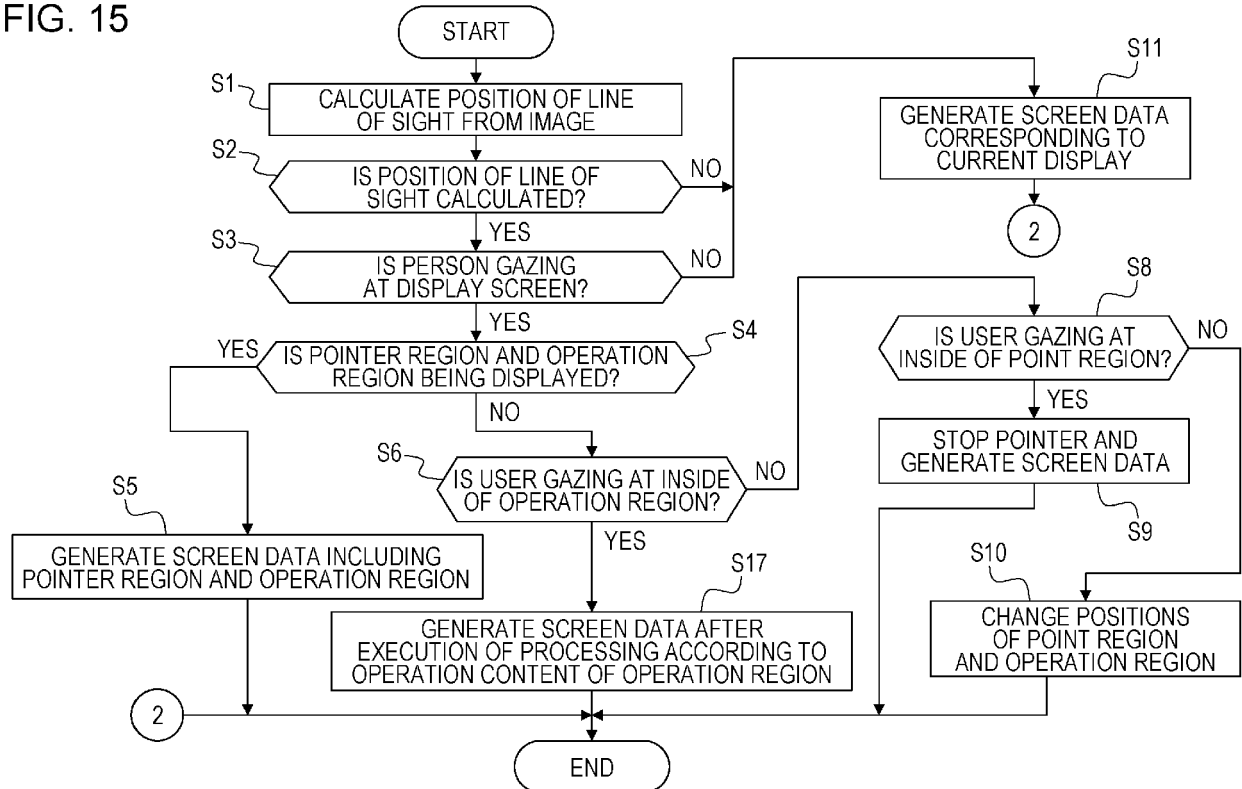 FIG. 15
START
S1
CALCULATE POSITION OF LINE
OF SIGHT FROM IMAGE
S2
IS POSITION OF LINE OF
SIGHT CALCULATED?
NO
YES
S3
IS PERSON GAZING
AT DISPLAY SCREEN?
NO
YES
S4
YES
IS POINTER REGION AND OPERATION
REGION BEING DISPLAYED?
NO
S5
GENERATE SCREEN DATA INCLUDING
POINTER REGION AND OPERATION REGION
S6
IS USER GAZING AT INSIDE
OF OPERATION REGION?
NO
YES
S17
GENERATE SCREEN DATA AFTER
EXECUTION OF PROCESSING ACCORDING TO
OPERATION CONTENT OF OPERATION REGION
S11
GENERATE SCREEN DATA
CORRESPONDING TO
CURRENT DISPLAY
2
S8
IS USER GAZING AT
INSIDE OF POINT REGION?
NO
YES
STOP POINTER AND
GENERATE SCREEN DATA
S9
S10
CHANGE POSITIONS
OF POINT REGION
AND OPERATION REGION
2
END